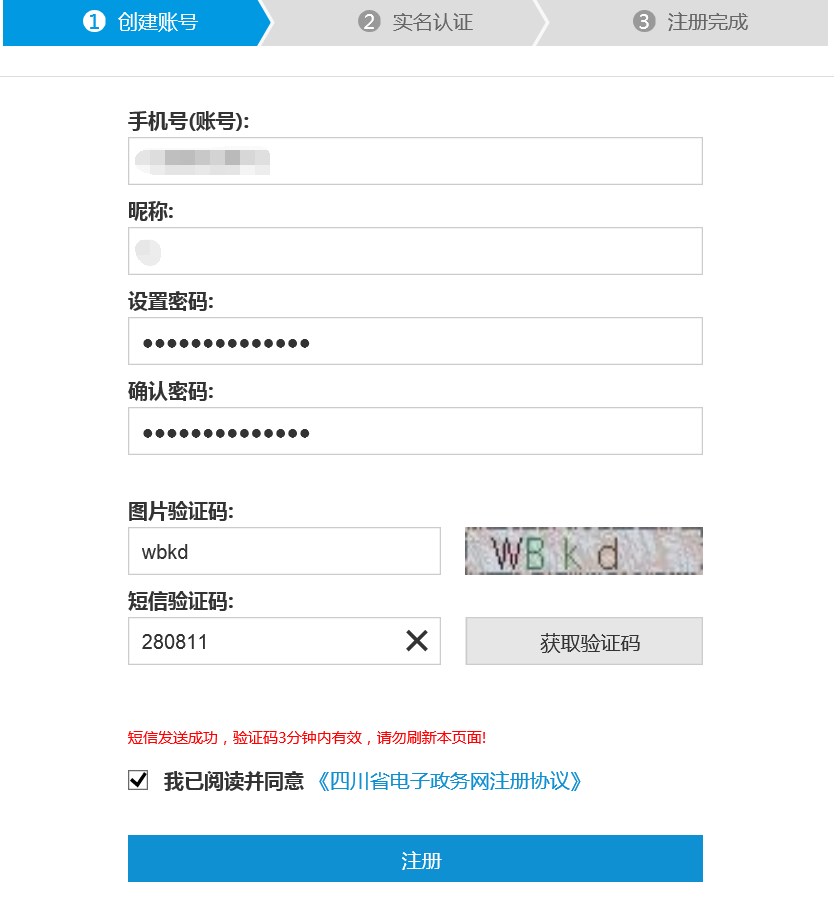 1 创建账号 2 实名认证 3 注册完成
手机号(账号):
昵称:
设置密码:
••••••••••••••
确认密码:
••••••••••••••
图片验证码:
wbkd WBkd
短信验证码:
280811 获取验证码
短信发送成功，验证码3分钟内有效，请勿刷新本页面!
我已阅读并同意 《四川省电子政务网注册协议》
注册